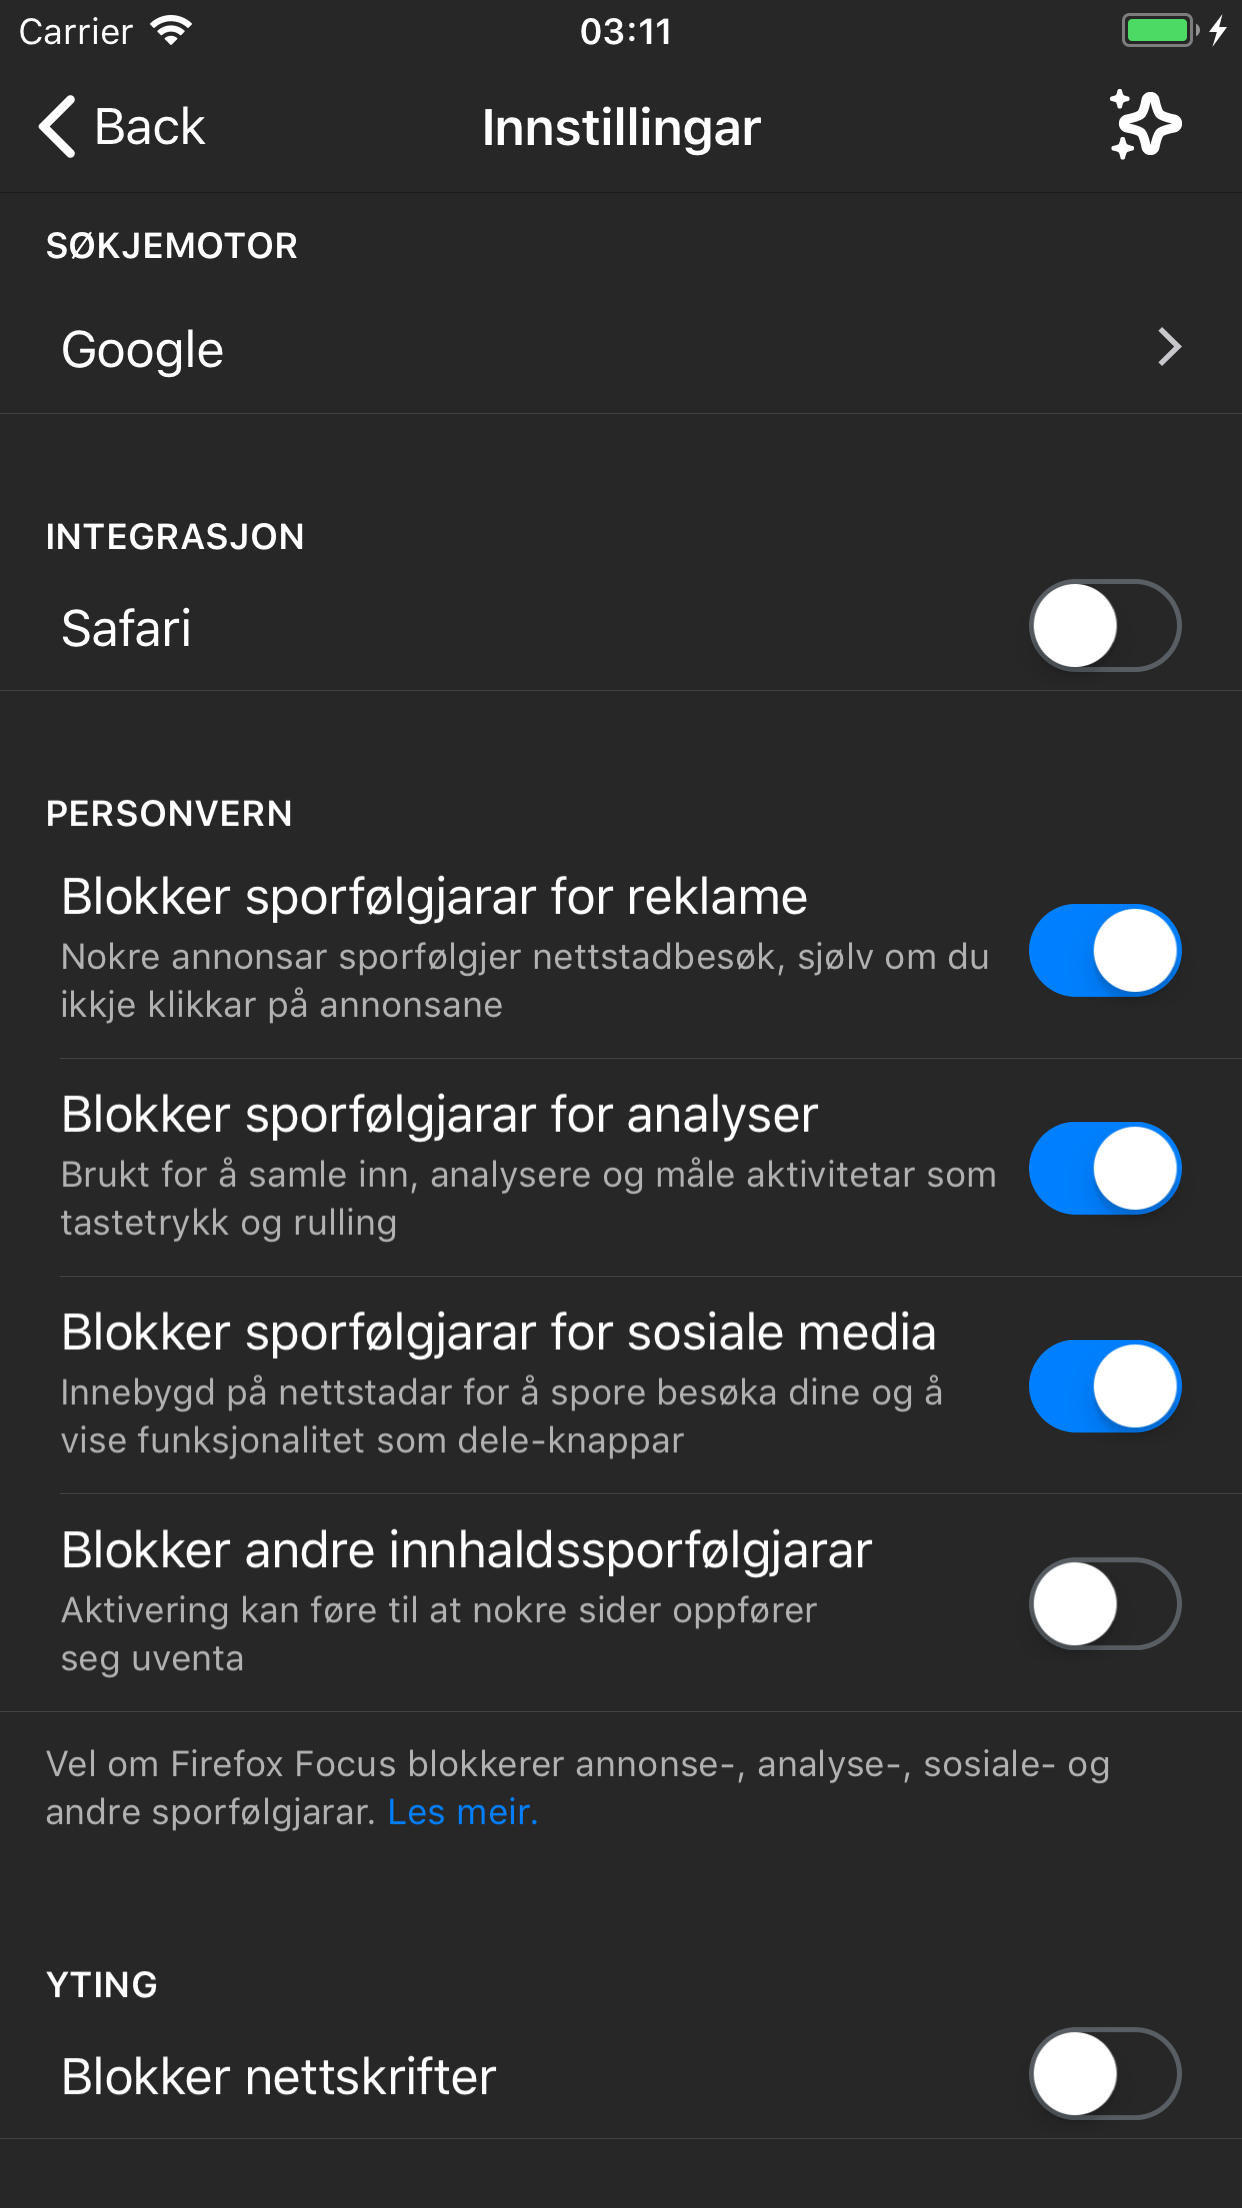 Carrier
03:11
Back
Innstillingar
SØKJEMOTOR
Google
INTEGRASJON
Safari
PERSONVERN
Blokker sporfølgjarar for reklame
Nokre annonsar sporfølgjer nettstadbesøk, sjølv om du
ikkje klikkar på annonsane
Blokker sporfølgjarar for analyser
Brukt for å samle inn, analysere og måle aktivitetar som
tastetrykk og rulling
Blokker sporfølgjarar for sosiale media
Innebygd på nettstadar for å spore besøka dine og å
vise funksjonalitet som dele-knappar
Blokker andre innhaldssporfølgjarar
Aktivering kan føre til at nokre sider oppfører
seg uventa
Vel om Firefox Focus blokkerer annonse-, analyse-, sosiale- og
andre sporfølgjarar. Les meir.
YTING
Blokker nettskrifter